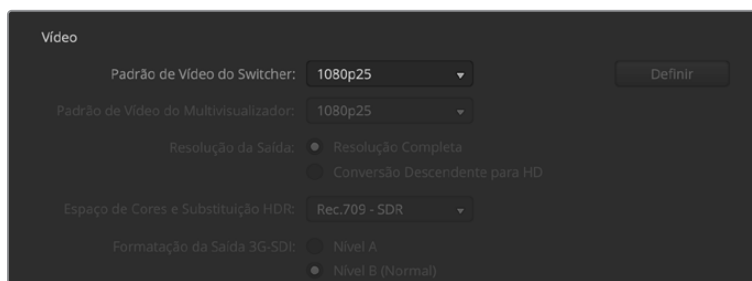 Vídeo
Padrão de Vídeo do Switcher: 1080p25 Definir
Padrão de Vídeo do Multivisualizador: 1080p25
Resolução da Saída: Resolução Completa
Conversão Descendente para HD
Espaço de Cores e Substituição HDR: Rec.709 - SDR
Formatação da Saída 3G-SDI: Nível A
Nível B (Normal)